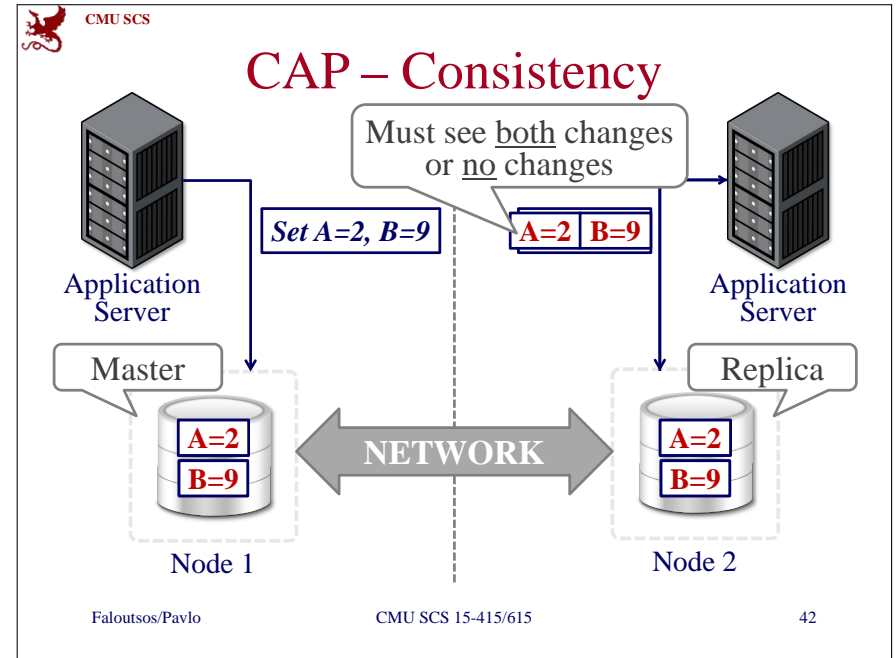 CMU SCS
CAP – Consistency
Must see both changes
or no changes
Set A=2, B=9
A=2 B=9
Application
Server
Application
Server
Master
Replica
A=2
B=9
NETWORK
A=2
B=9
Node 1
Node 2
Faloutsos/Pavlo
CMU SCS 15-415/615
42